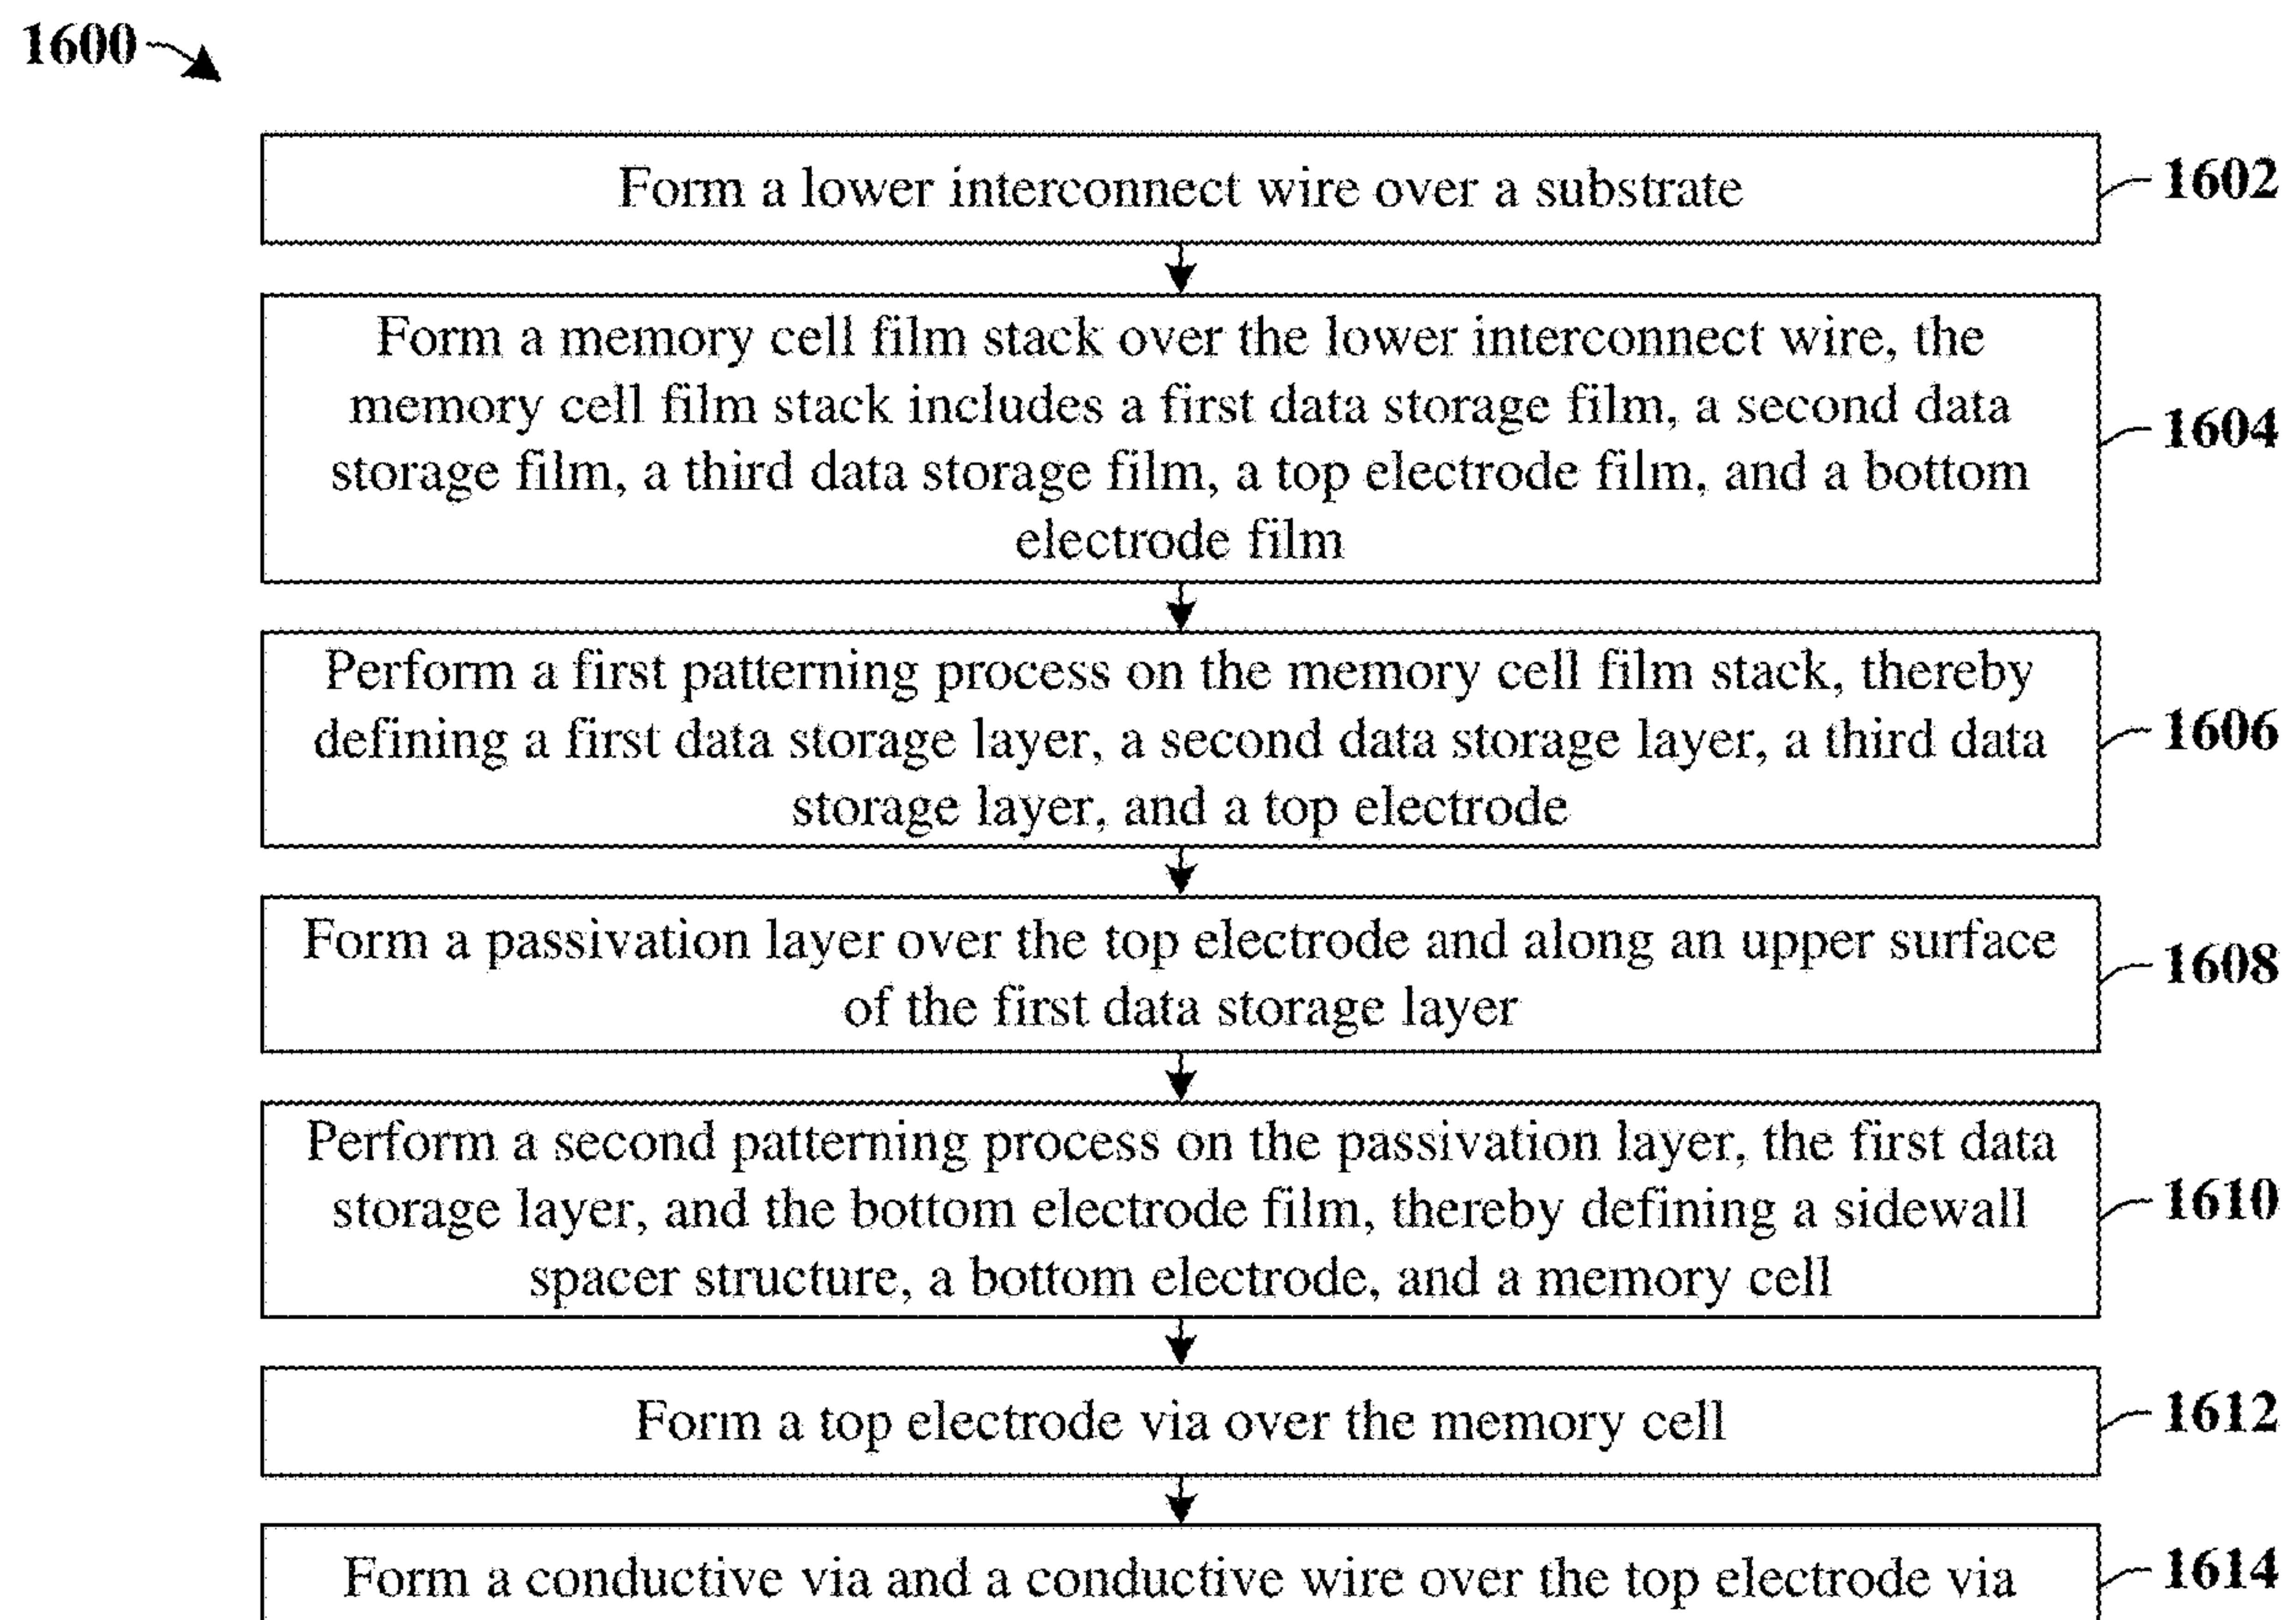 1600
Form a lower interconnect wire over a substrate
1602
Form a memory cell film stack over the lower interconnect wire, the
memory cell film stack includes a first data storage film, a second data
storage film, a third data storage film, a top electrode film, and a bottom
electrode film
1604
Perform a first patterning process on the memory cell film stack, thereby
defining a first data storage layer, a second data storage layer, a third data
storage layer, and a top electrode
1606
Form a passivation layer over the top electrode and along an upper surface
of the first data storage layer
1608
Perform a second patterning process on the passivation layer, the first data
storage layer, and the bottom electrode film, thereby defining a sidewall
spacer structure, a bottom electrode, and a memory cell
1610
Form a top electrode via over the memory cell
1612
Form a conductive via and a conductive wire over the top electrode via
1614